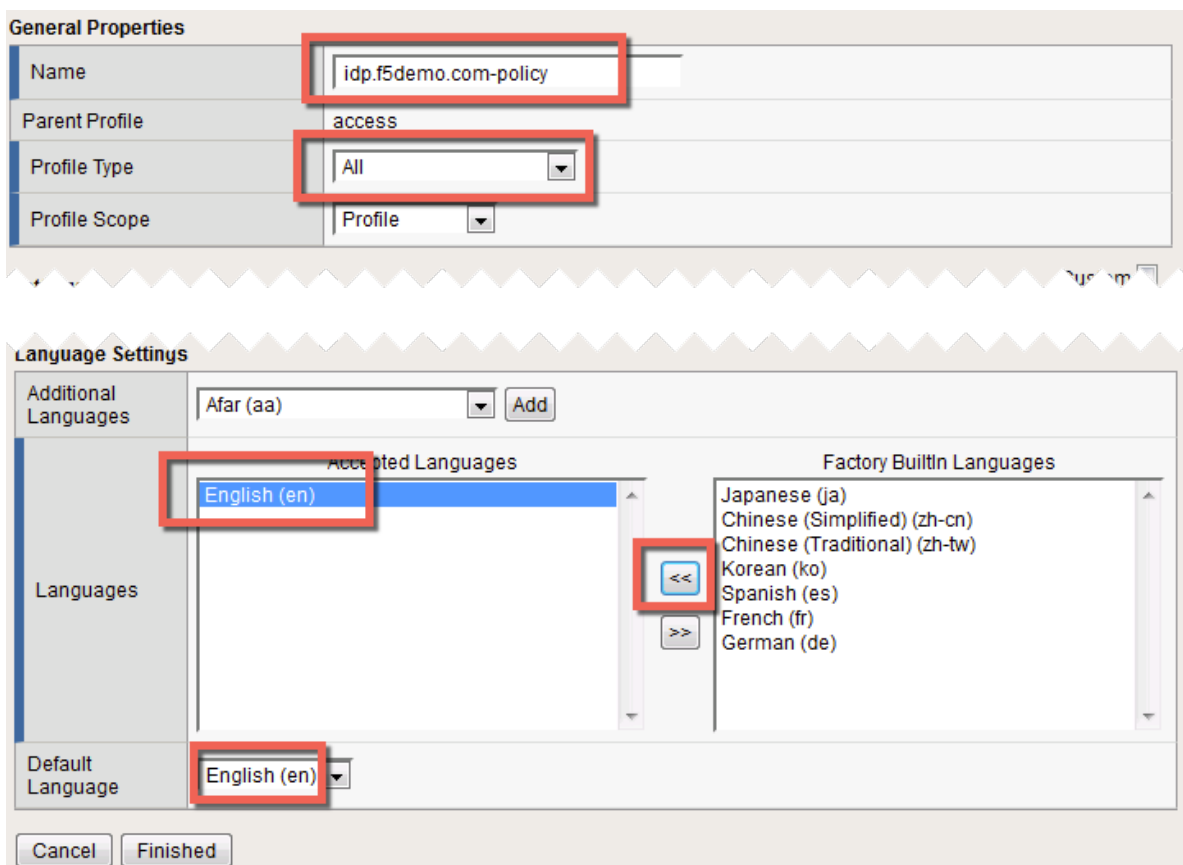 General Properties
Name
idp.f5demo.com-policy
Parent Profile
access
Profile Type
All
Profile Scope
Profile
Language Settings
Additional Languages
Afar (aa)
Add
Languages
Accepted Languages
English (en)
<<
>>
Factory BuiltIn Languages
Japanese (ja)
Chinese (Simplified) (zh-cn)
Chinese (Traditional) (zh-tw)
Korean (ko)
Spanish (es)
French (fr)
German (de)
Default Language
English (en)
Cancel
Finished